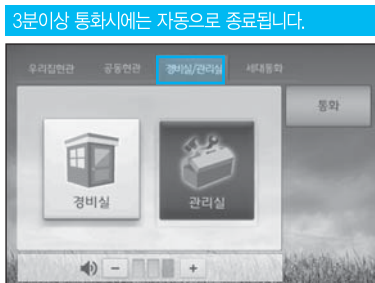 3분이상 통화시에는 자동으로 종료됩니다.
우리집현관 공동현관 경비실/관리실 세대통화
통화
경비실 관리실
- +